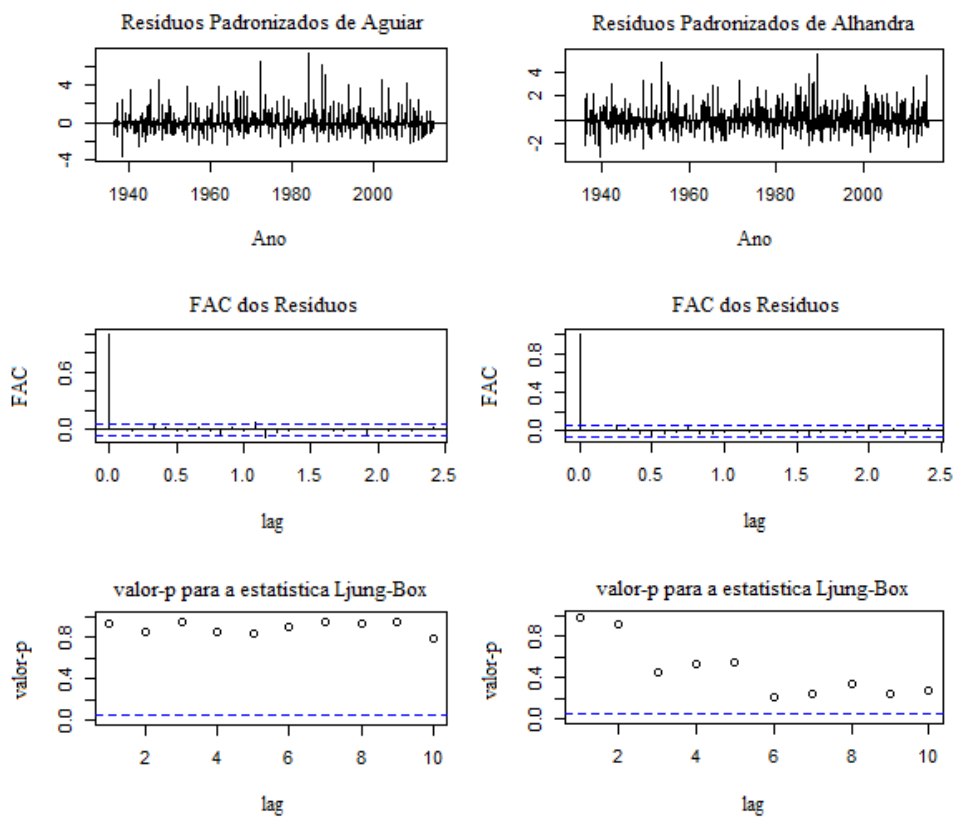 Resíduos Padronizados de Aguiar
4
0
-4
1940 1960 1980 2000
Ano
Resíduos Padronizados de Alhandra
4
2
-2
1940 1960 1980 2000
Ano
FAC dos Resíduos
FAC
0.6
0.0
0.0 0.5 1.0 1.5 2.0 2.5
lag
FAC dos Resíduos
FAC
0.8
0.4
0.0
0.0 0.5 1.0 1.5 2.0 2.5
lag
valor-p para a estatística Ljung-Box
valor-p
0.8
0.4
0.0
2 4 6 8 10
lag
valor-p para a estatística Ljung-Box
valor-p
0.8
0.4
0.0
2 4 6 8 10
lag